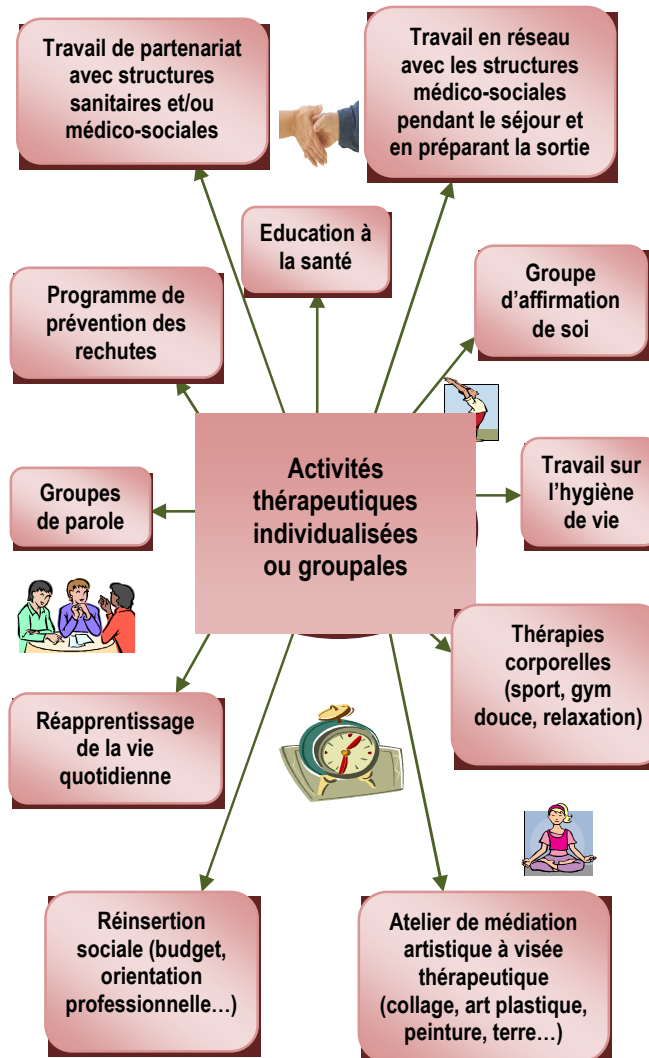 Travail de partenariat
avec structures
sanitaires et/ou
médico-sociales
Travail en réseau
avec les structures
médico-sociales
pendant le séjour et
en préparant la sortie
Education à
la santé
Programme de
prévention des
rechutes
Groupe
d’affirmation
de soi
Activités
thérapeutiques
individualisées
ou groupales
Groupes
de parole
Travail sur
l’hygiène
de vie
Thérapies
corporelles
(sport, gym
douce, relaxation)
Réapprentissage
de la vie
quotidienne
Réinsertion
sociale (budget,
orientation
professionnelle…)
Atelier de médiation
artistique à visée
thérapeutique
(collage, art plastique,
peinture, terre…)